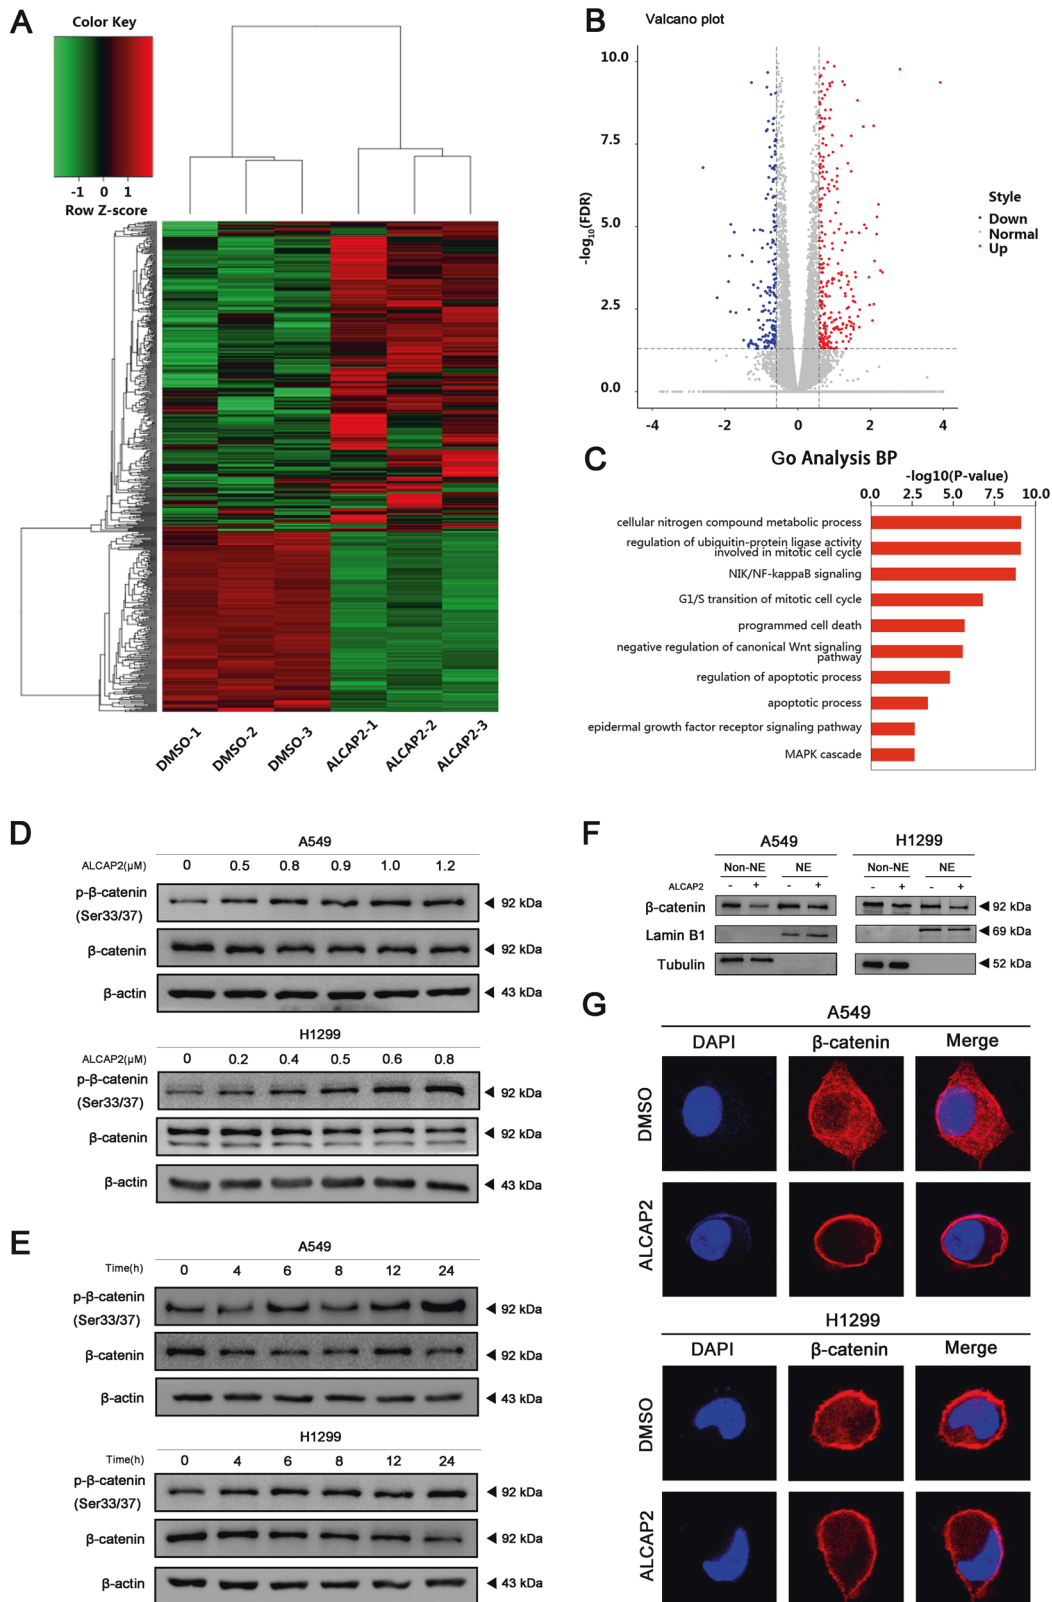 A
Color Key
-1 0 1
Row Z-score
DMSO-1 DMSO-2 DMSO-3 ALCAP2-1 ALCAP2-2 ALCAP2-3
B
Valcano plot
10.0
7.5
5.0
2.5
0.0
-log10(FDR)
-4 -2 0 2 4
Style
Down
Normal
Up
C
Go Analysis BP
-log10(P-value)
0.0 2.5 5.0 7.5 10.0
cellular nitrogen compound metabolic process
regulation of ubiquitin-protein ligase activity
involved in mitotic cell cycle
NIK/NF-kappaB signaling
G1/S transition of mitotic cell cycle
programmed cell death
negative regulation of canonical Wnt signaling
pathway
regulation of apoptotic process
apoptotic process
epidermal growth factor receptor signaling pathway
MAPK cascade
D
A549
ALCAP2(μM) 0 0.5 0.8 0.9 1.0 1.2
p-β-catenin
(Ser33/37)
92 kDa
β-catenin 92 kDa
β-actin 43 kDa
H1299
ALCAP2(μM) 0 0.2 0.4 0.5 0.6 0.8
p-β-catenin
(Ser33/37)
92 kDa
β-catenin 92 kDa
β-actin 43 kDa
E
A549
Time(h) 0 4 6 8 12 24
p-β-catenin
(Ser33/37)
92 kDa
β-catenin 92 kDa
β-actin 43 kDa
H1299
Time(h) 0 4 6 8 12 24
p-β-catenin
(Ser33/37)
92 kDa
β-catenin 92 kDa
β-actin 43 kDa
F
A549 H1299
Non-NE NE Non-NE NE
ALCAP2 - + - + - + - +
β-catenin 92 kDa
Lamin B1 69 kDa
Tubulin 52 kDa
G
A549
DAPI β-catenin Merge
DMSO
ALCAP2
H1299
DAPI β-catenin Merge
DMSO
ALCAP2